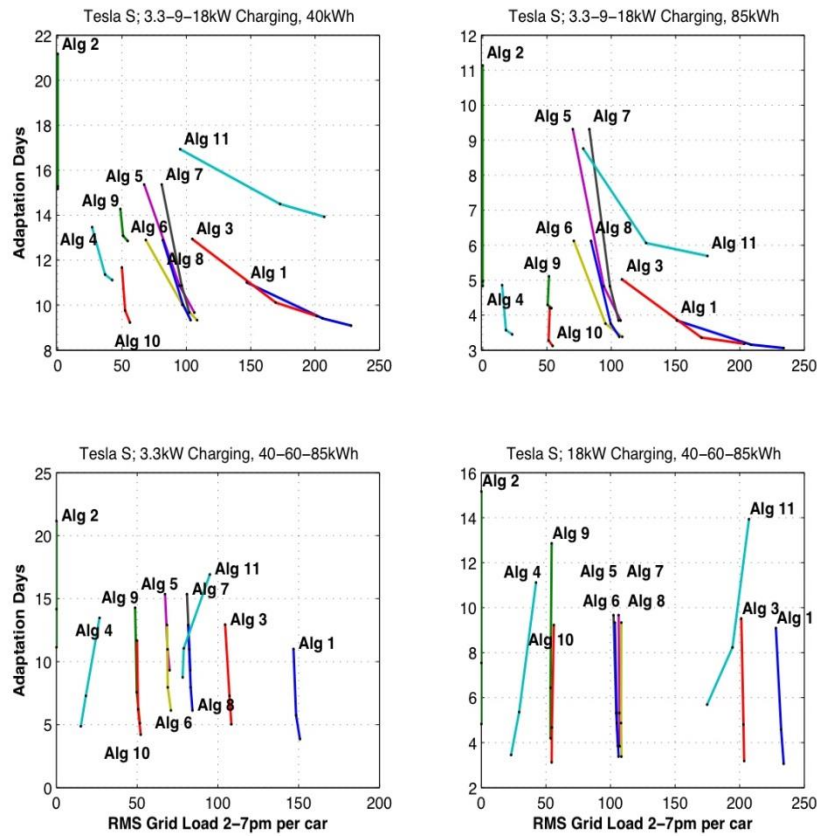 Tesla S; 3.3−9−18kW Charging, 40kWh
22
20
18
16
14
12
10
8
0
50
100
150
200
250
Adaptation Days
Alg 2
Alg 11
Alg 5
Alg 7
Alg 9
Alg 6
Alg 3
Alg 4
Alg 8
Alg 1
Alg 10
Tesla S; 3.3−9−18kW Charging, 85kWh
12
11
10
9
8
7
6
5
4
3
0
50
100
150
200
250
Alg 2
Alg 5
Alg 7
Alg 6
Alg 8
Alg 11
Alg 9
Alg 3
Alg 4
Alg 1
Alg 10
Tesla S; 3.3kW Charging, 40−60−85kWh
25
20
15
10
5
0
0
50
100
150
200
Adaptation Days
RMS Grid Load 2−7pm per car
Alg 2
Alg 11
Alg 5
Alg 7
Alg 9
Alg 3
Alg 4
Alg 1
Alg 8
Alg 6
Alg 10
Tesla S; 18kW Charging, 40−60−85kWh
16
14
12
10
8
6
4
2
0
50
100
150
200
250
RMS Grid Load 2−7pm per car
Alg 2
Alg 11
Alg 9
Alg 4
Alg 5
Alg 7
Alg 6
Alg 8
Alg 3
Alg 1
Alg 10